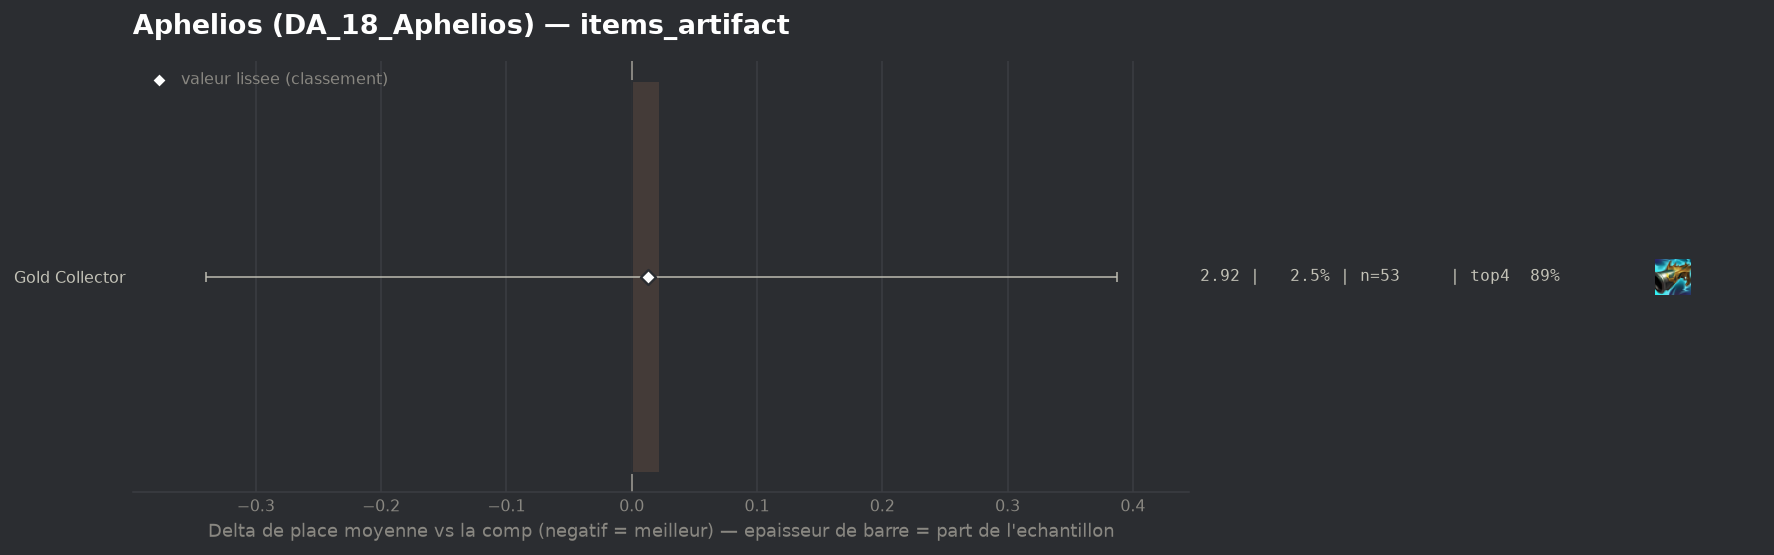 Aphelios (DA_18_Aphelios) — items_artifact
valeur lissee (classement)
Gold Collector
2.92 | 2.5% | n=53 | top4 89%
−0.3 −0.2 −0.1 0.0 0.1 0.2 0.3 0.4
Delta de place moyenne vs la comp (negatif = meilleur) — epaisseur de barre = part de l'echantillon